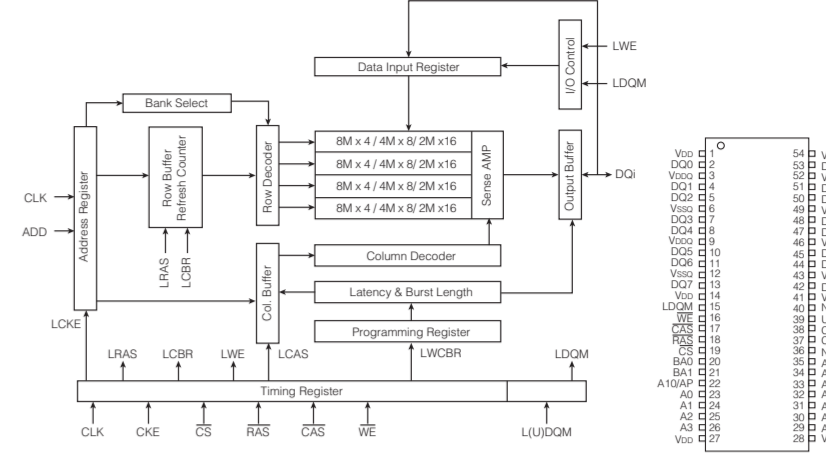 LWE
Data Input Register
I/O Control
LDQM
Bank Select
8M x 4 / 4M x 8/ 2M x16
8M x 4 / 4M x 8/ 2M x16
8M x 4 / 4M x 8/ 2M x16
8M x 4 / 4M x 8/ 2M x16
Address Register
Row Buffer
Refresh Counter
Row Decoder
Sense AMP
Output Buffer
DQi
CLK
ADD
LRAS
LCBR
Col. Buffer
Column Decoder
Latency & Burst Length
Programming Register
LCKE
LRAS
LCBR
LWE
LCAS
LWCBR
LDQM
Timing Register
CLK
CKE
CS
RAS
CAS
WE
L(U)DQM
VDD 1
DQ0 2
VDDQ 3
DQ1 4
DQ2 5
VSSQ 6
DQ3 7
DQ4 8
VDDQ 9
DQ5 10
DQ6 11
VSSQ 12
DQ7 13
VDD 14
LDQM 15
WE 16
CAS 17
RAS 18
CS 19
BA0 20
BA1 21
A10/AP 22
A0 23
A1 24
A2 25
A3 26
VDD 27
54
53
52
51
50
49
48
47
46
45
44
43
42
41
40
39
38
37
36
35
34
33
32
31
30
29
28